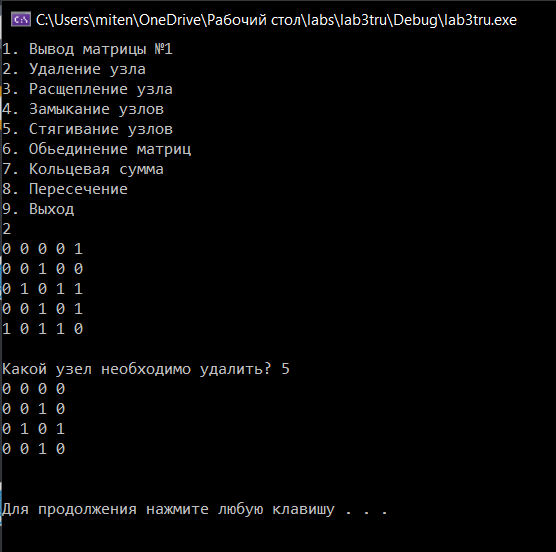 C:\Users\miten\OneDrive\Рабочий стол\labs\lab3tru\Debug\lab3tru.exe
1. Вывод матрицы №1
2. Удаление узла
3. Расщепление узла
4. Замыкание узлов
5. Стягивание узлов
6. Обьединение матриц
7. Кольцевая сумма
8. Пересечение
9. Выход
2
0 0 0 0 1
0 0 1 0 0
0 1 0 1 1
0 0 1 0 1
1 0 1 1 0
Какой узел необходимо удалить? 5
0 0 0 0
0 0 1 0
0 1 0 1
0 0 1 0
Для продолжения нажмите любую клавишу . . .